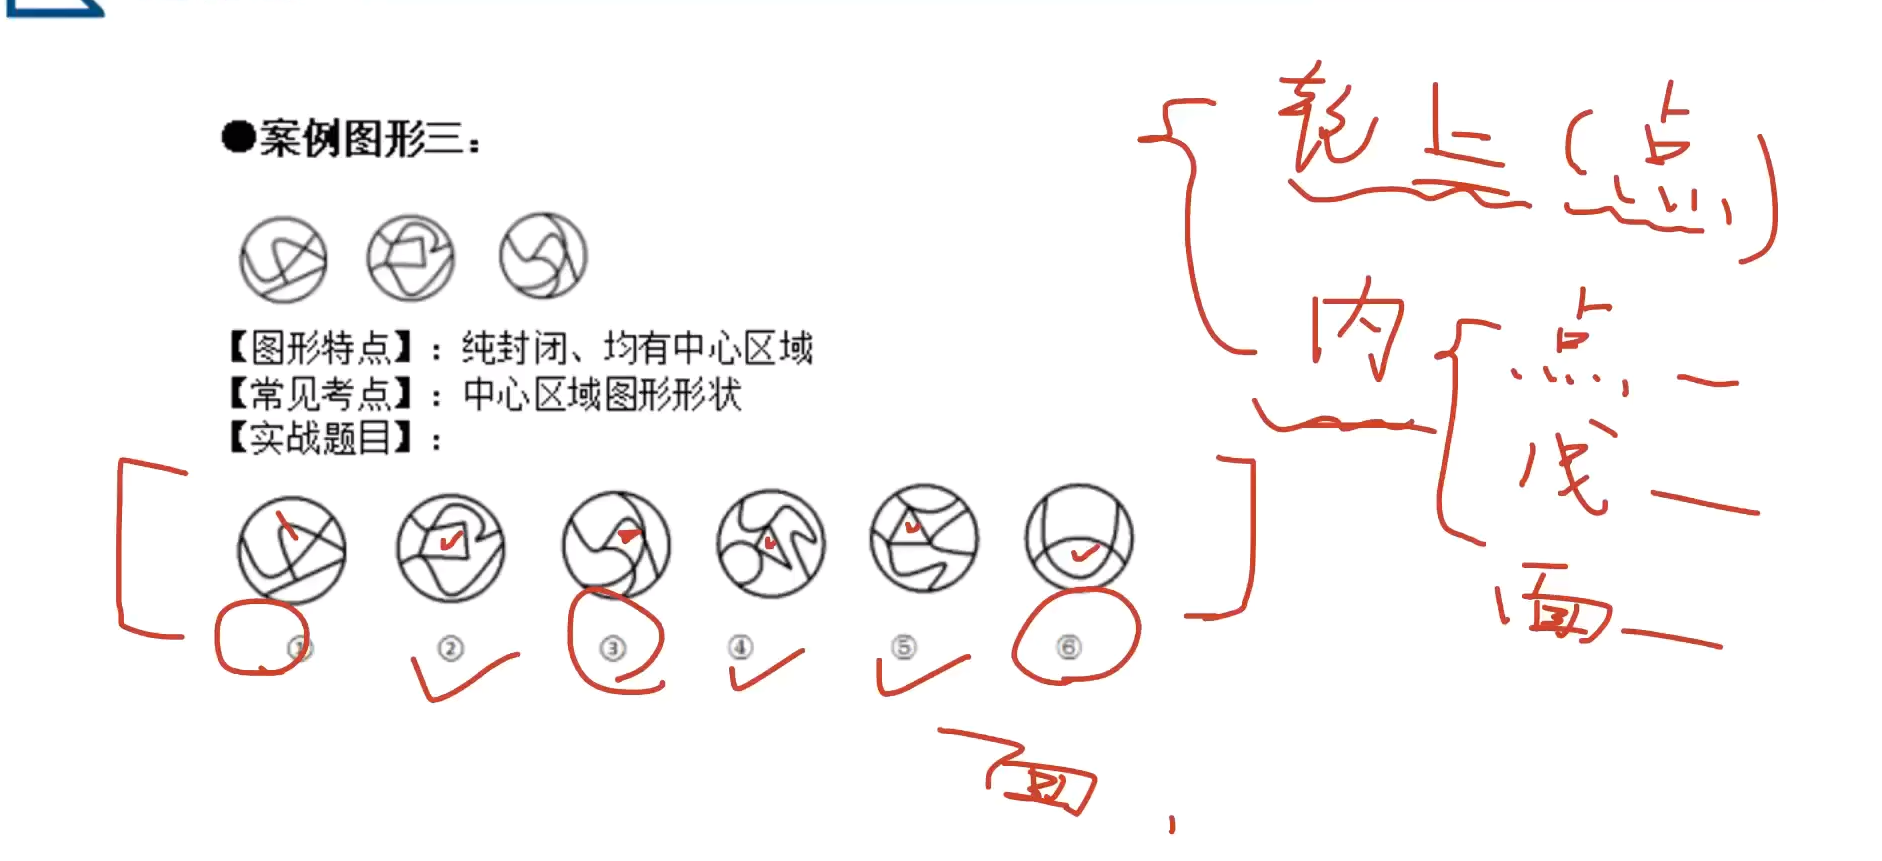 ●案例图形三：
【图形特点】：纯封闭、均有中心区域
【常见考点】：中心区域图形形状
【实战题目】：
① ② ③ ④ ⑤ ⑥
上（点）
内
点
线
面
面